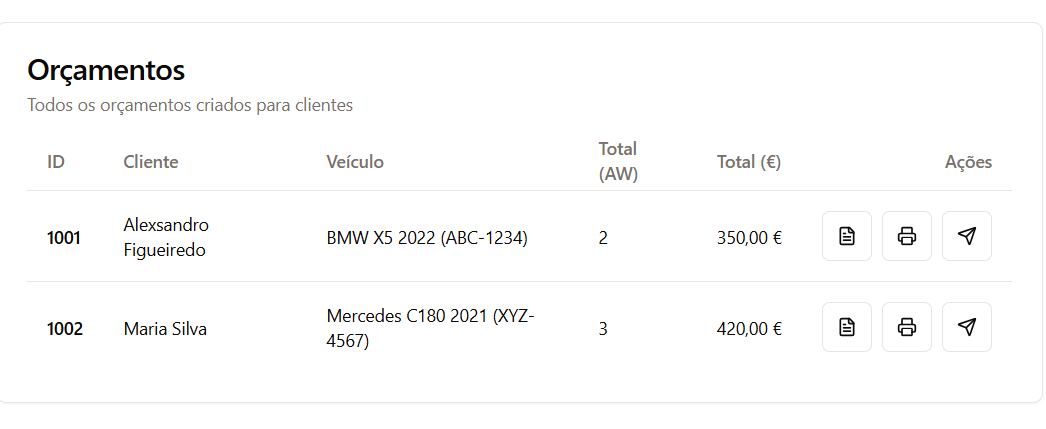 Orçamentos
Todos os orçamentos criados para clientes
ID Cliente Veículo Total (AW) Total (€) Ações
1001 Alexsandro Figueiredo BMW X5 2022 (ABC-1234) 2 350,00 €
1002 Maria Silva Mercedes C180 2021 (XYZ-4567) 3 420,00 €